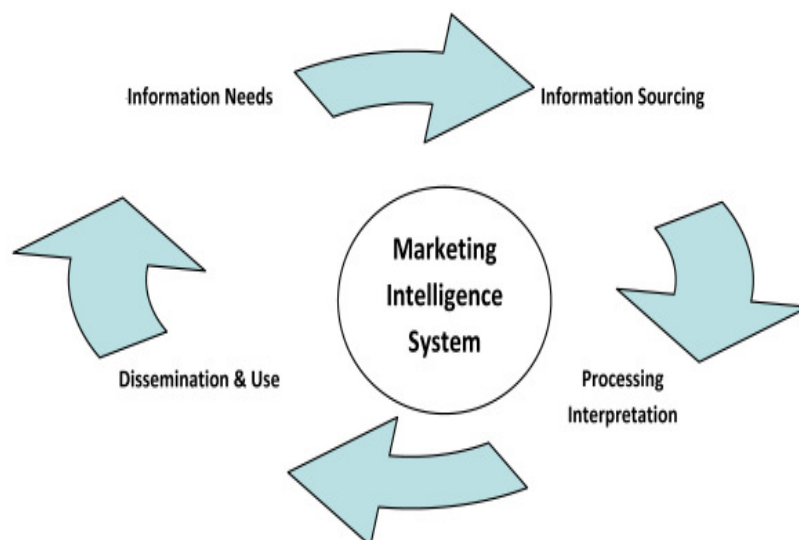 Information Needs
Information Sourcing
Marketing
Intelligence
System
Dissemination & Use
Processing
Interpretation